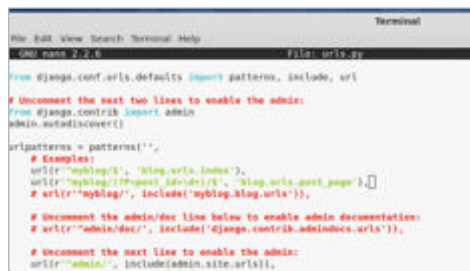 Terminal
File Edit View Search Terminal Help
GNU nano 2.2.6 File: urls.py
from django.conf.urls.defaults import patterns, include, url
# Uncomment the next two lines to enable the admin:
from django.contrib import admin
admin.autodiscover()
urlpatterns = patterns('',
# Examples:
url(r'^myblog/$', 'blog.urls.index'),
url(r'^myblog/(?P<post_id>\d+)/$', 'blog.urls.post_page'),
# url(r'^myblog/', include('myblog.blog.urls')),
# Uncomment the admin/doc line below to enable admin documentation:
# url(r'^admin/doc/', include('django.contrib.admindocs.urls')),
# Uncomment the next line to enable the admin:
url(r'^admin/', include(admin.site.urls)),